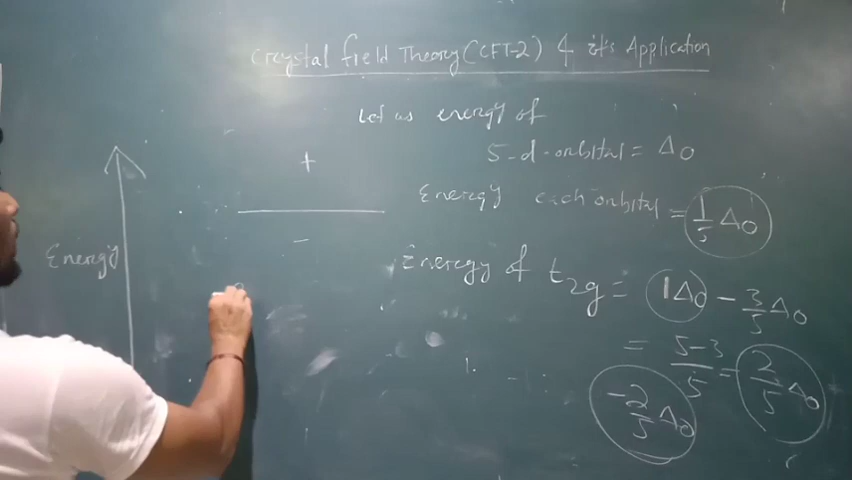 Crystal field Theory (CFT-2) & it's Application
Let us energy of
5-d-orbital = Δo
Energy each orbital = 1/5 Δo
Energy of t2g = 1Δo - 3/5 Δo
= 5-3/5 = 2/5 Δo
-2/5 Δo
Energy
+
-